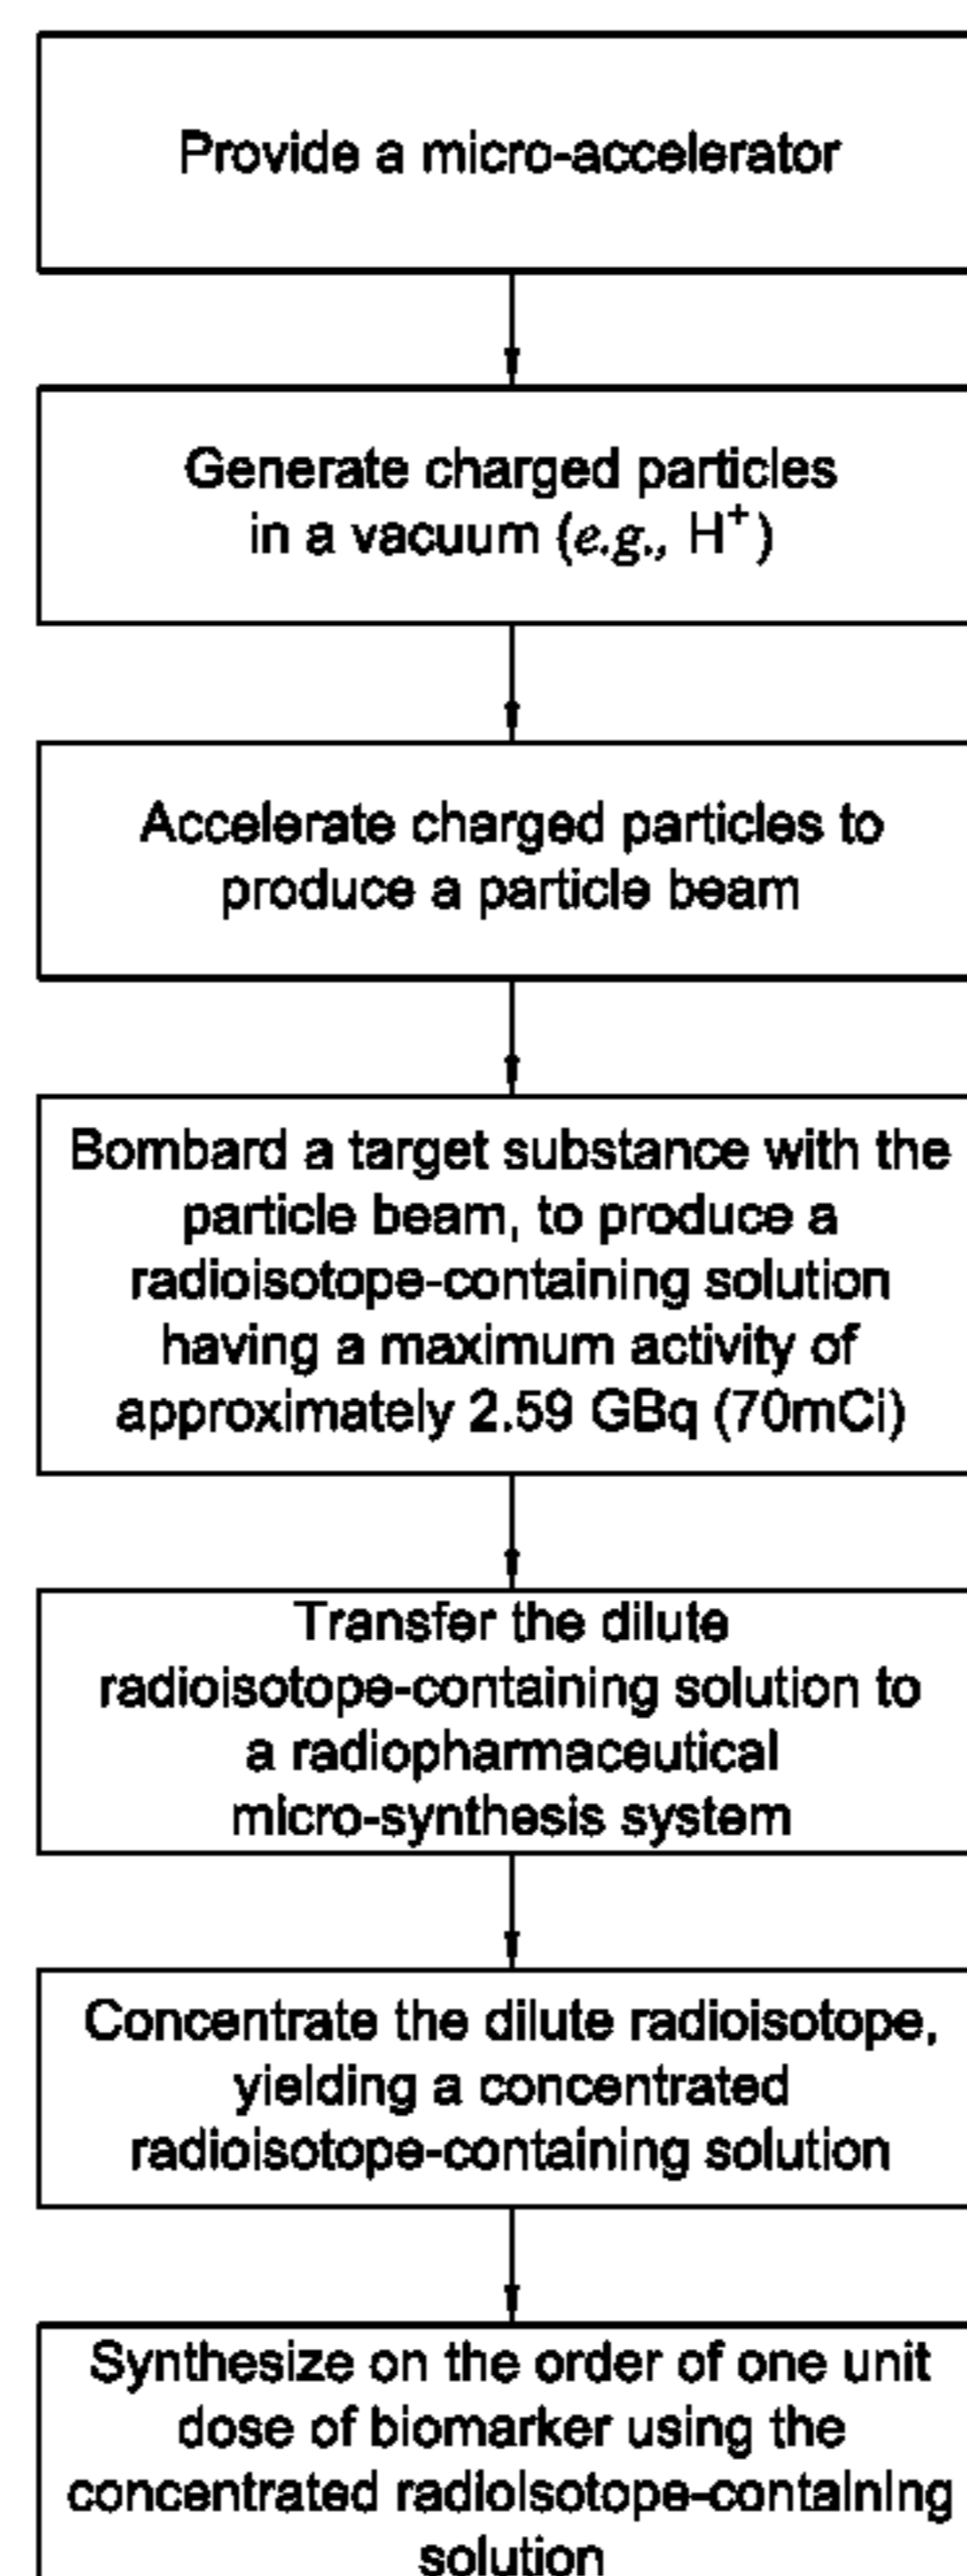 Provide a micro-accelerator
Generate charged particles
in a vacuum (e.g., H⁺)
Accelerate charged particles to
produce a particle beam
Bombard a target substance with the
particle beam, to produce a
radioisotope-containing solution
having a maximum activity of
approximately 2.59 GBq (70mCi)
Transfer the dilute
radioisotope-containing solution to
a radiopharmaceutical
micro-synthesis system
Concentrate the dilute radioisotope,
yielding a concentrated
radioisotope-containing solution
Synthesize on the order of one unit
dose of biomarker using the
concentrated radioisotope-containing
solution